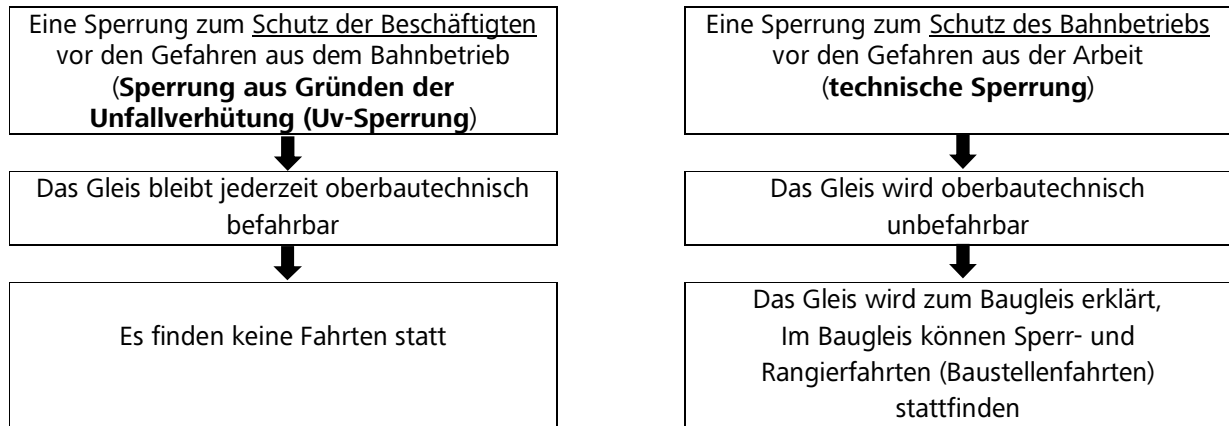 Eine Sperrung zum Schutz der Beschäftigten
vor den Gefahren aus dem Bahnbetrieb
(Sperrung aus Gründen der
Unfallverhütung (Uv-Sperrung)
Das Gleis bleibt jederzeit oberbautechnisch
befahrbar
Es finden keine Fahrten statt
Eine Sperrung zum Schutz des Bahnbetriebs
vor den Gefahren aus der Arbeit
(technische Sperrung)
Das Gleis wird oberbautechnisch
unbefahrbar
Das Gleis wird zum Baugleis erklärt,
Im Baugleis können Sperr- und
Rangierfahrten (Baustellenfahrten)
stattfinden